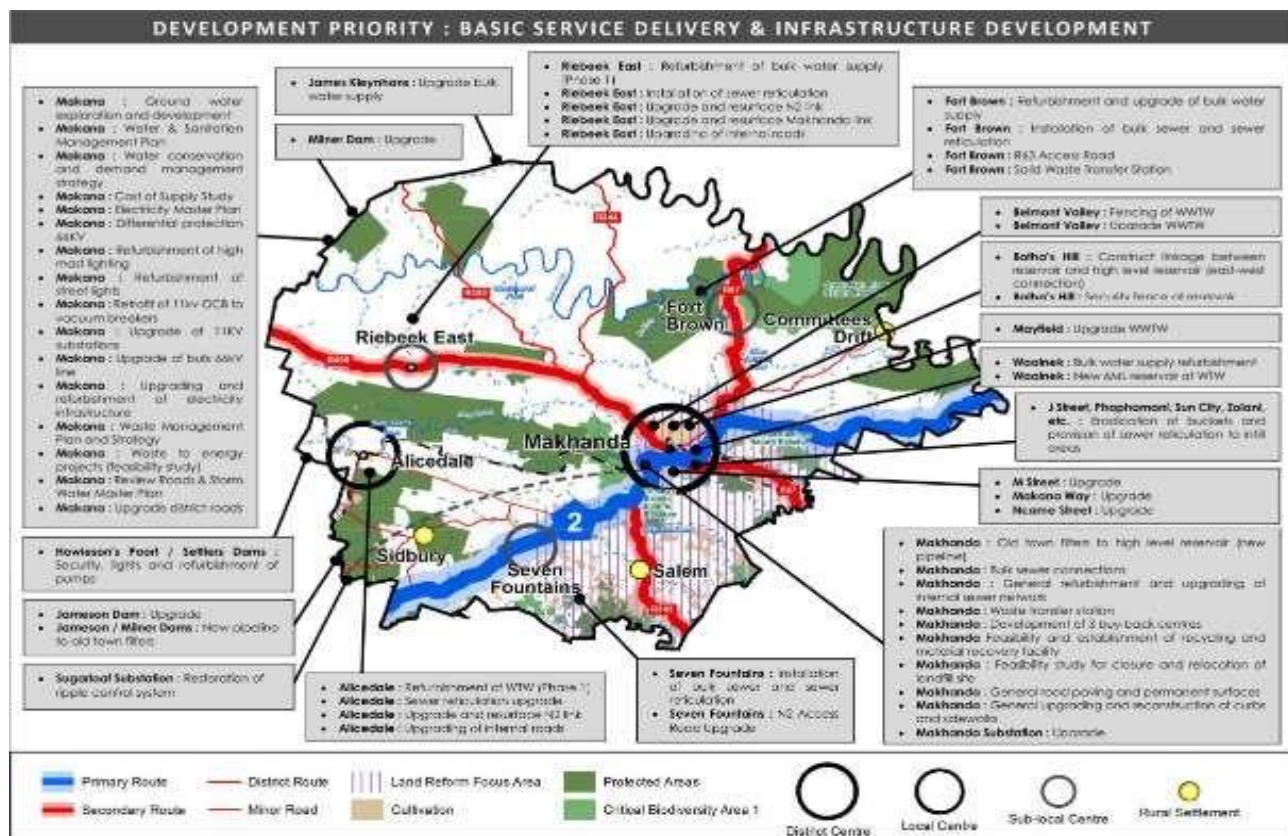 DEVELOPMENT PRIORITY : BASIC SERVICE DELIVERY & INFRASTRUCTURE DEVELOPMENT
• Makana : Ground water
exploration and development
• Makana : Water & Sanitation
Management Plan
• Makana : Water conservation
and demand management
strategy
• Makana : Cost of Supply Study
• Makana : Electricity Master Plan
• Makana : Differential protection
66KV
• Makana : Refurbishment of high
mast lighting
• Makana : Refurbishment of
street lights
• Makana : Retrofit of 11kv OCB to
vacuum breakers
• Makana : Upgrade of 11KV
substations
• Makana : Upgrade of bulk 66kV
line
• Makana : Upgrading and
refurbishment of electricity
infrastructure
• Makana : Waste Management
Plan and Strategy
• Makana : Waste to energy
projects (feasibility study)
• Makana : Review Roads & Storm
Water Master Plan
• Makana : Upgrade district roads
• James Kleynhans : Upgrade bulk
water supply
• Milner Dam : Upgrade
• Riebeek East : Refurbishment of bulk water supply
(Phase 1)
• Riebeek East : Installation of sewer reticulation
• Riebeek East : Upgrade and resurface N2 link
• Riebeek East : Upgrade and resurface Makhanda link
• Riebeek East : Upgrading of internal roads
• Fort Brown : Refurbishment and upgrade of bulk water
supply
• Fort Brown : Installation of bulk sewer and sewer
reticulation
• Fort Brown : R63 Access Road
• Fort Brown : Solid Waste Transfer Station
• Belmont Valley : Fencing of WWTW
• Belmont Valley : Upgrade WWTW
• Botha's Hill : Construct linkage between
reservoir and high level reservoir (east-west
connection)
• Botha's Hill : Security fence at reservoir
• Mayfield : Upgrade WWTW
• Waainek : Bulk water supply refurbishment
• Waainek : New reservoir at WTW
• J Street, Phaphamani, Sun City, Zolani,
etc. : Eradication of buckets and
provision of sewer reticulation to infill
areas
• M Street : Upgrade
• Makana Way : Upgrade
• Ncame Street : Upgrade
• Makhanda : Old town filters to high level reservoir (new
pipeline)
• Makhanda : Bulk sewer connections
• Makhanda : General refurbishment and upgrading of
internal sewer network
• Makhanda : Waste transfer station
• Makhanda : Development of 3 buy-back centres
• Makhanda Feasibility and establishment of recycling and
material recovery facility
• Makhanda : Feasibility study for closure and relocation of
landfill site
• Makhanda : General road paving and permanent surfaces
• Makhanda : General upgrading and reconstruction of curbs
and sidewalks
• Makhanda Substation : Upgrade
Fort
Brown
Committees
Drift
Riebeek East
Makhanda
Alicedale
Sidbury
2
Seven
Fountains
Salem
• Howieson's Poort / Settlers Dams :
Security, lights and refurbishment of
pumps
• Jameson Dam : Upgrade
• Jameson / Milner Dams : New pipeline
to old town filters
• Sugarloaf Substation : Restoration of
ripple control system
• Alicedale : Refurbishment of WTW (Phase 1)
• Alicedale : Sewer reticulation upgrade
• Alicedale : Upgrade and resurface N2 link
• Alicedale : Upgrading of internal roads
• Seven Fountains : Installation
of bulk sewer and sewer
reticulation
• Seven Fountains : N2 Access
Road Upgrade
Primary Route
District Route
Land Reform Focus Area
Protected Areas
Secondary Route
Minor Road
Cultivation
Critical Biodiversity Area 1
District Centre
Local Centre
Sub-local Centre
Rural Settlement